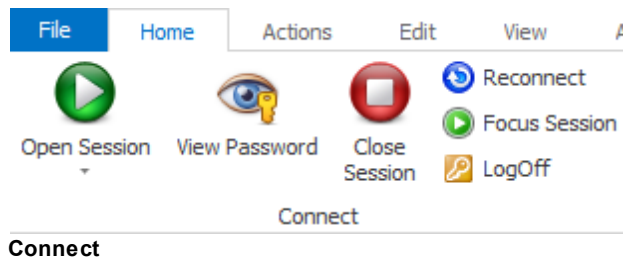 File Home Actions Edit View
Open Session View Password Close Session Reconnect
Focus Session
LogOff
Connect
Connect